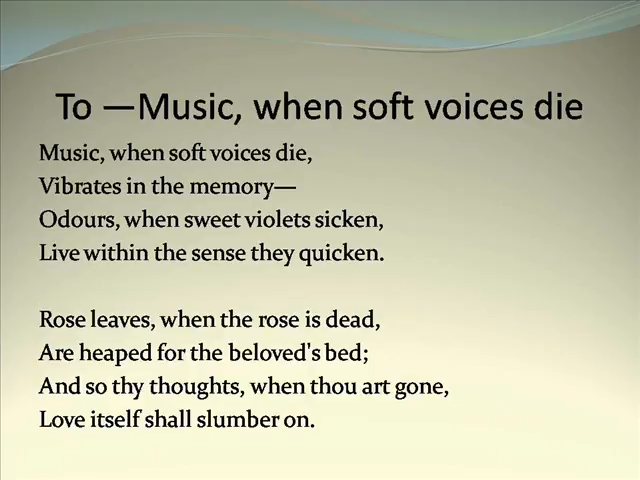 To —Music, when soft voices die
Music, when soft voices die,
Vibrates in the memory—
Odours, when sweet violets sicken,
Live within the sense they quicken.
Rose leaves, when the rose is dead,
Are heaped for the beloved's bed;
And so thy thoughts, when thou art gone,
Love itself shall slumber on.